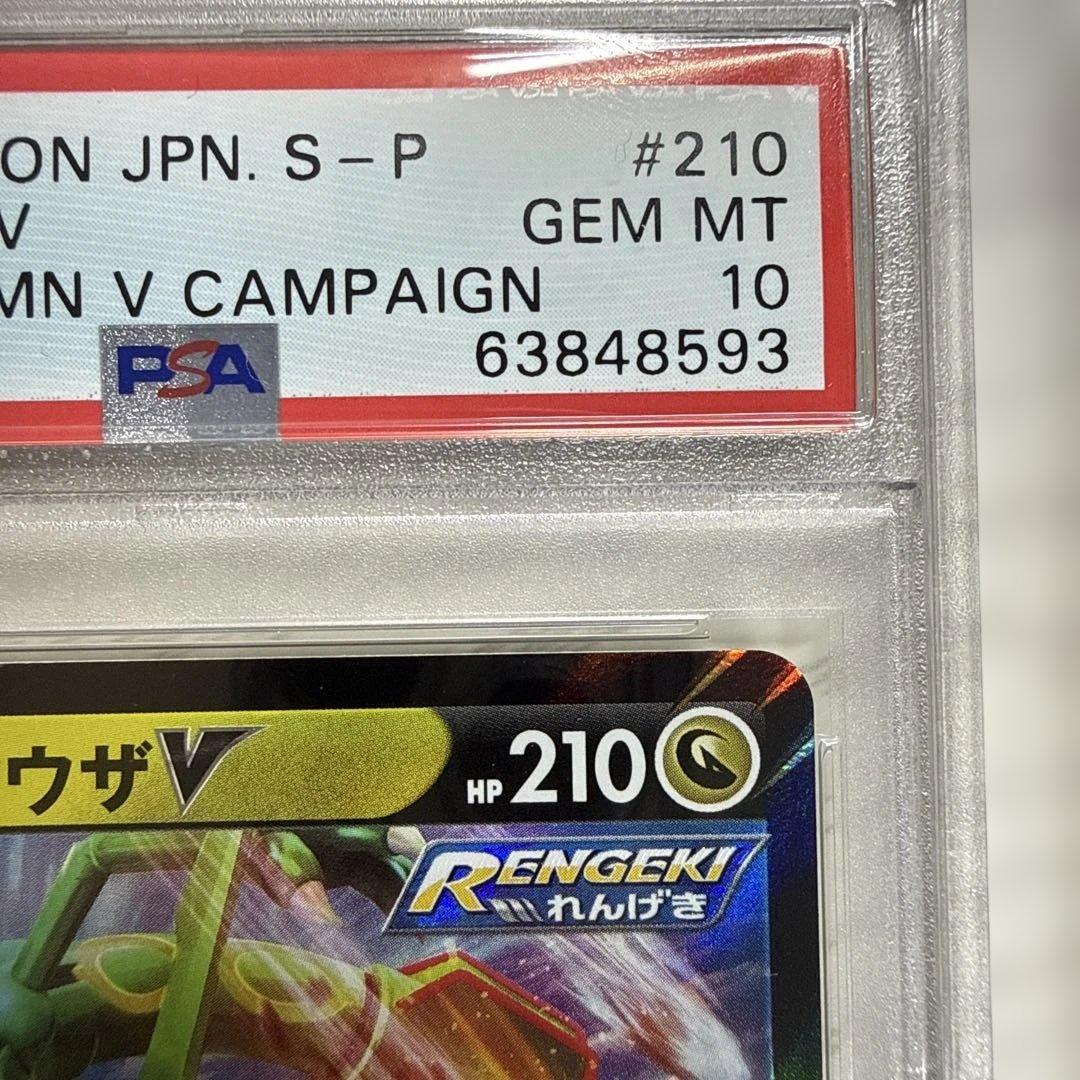 ON JPN. S-P #210
V GEM MT
MN V CAMPAIGN 10
PSA 63848593
ウザV HP 210
RENGEKI
れんげき